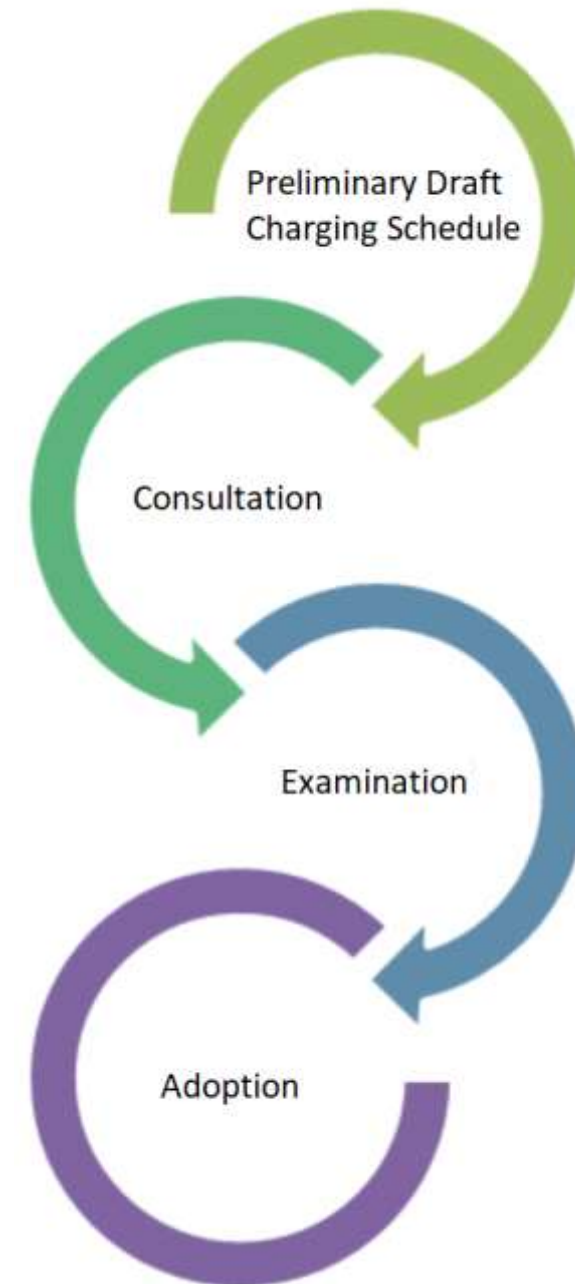 Preliminary Draft
Charging Schedule
Consultation
Examination
Adoption